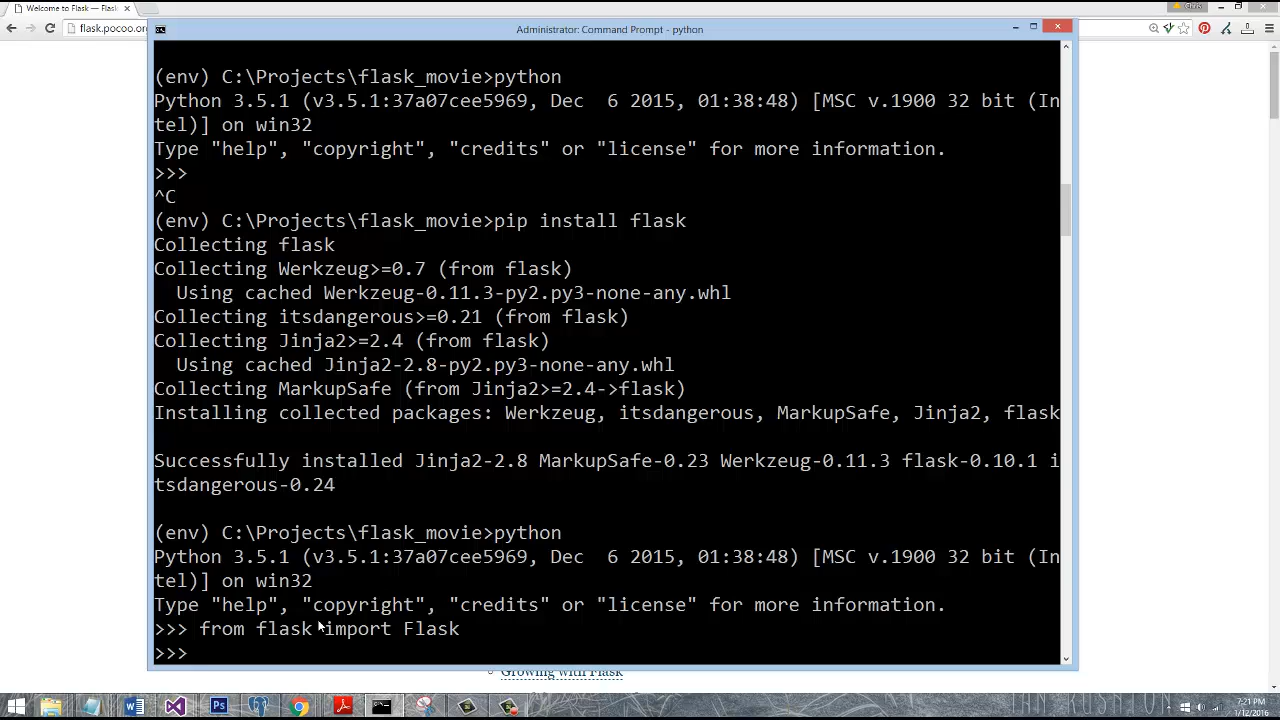 Welcome to Flask — Flask
Chris
flask.pocoo.org
Administrator: Command Prompt - python
(env) C:\Projects\flask_movie>python
Python 3.5.1 (v3.5.1:37a07cee5969, Dec  6 2015, 01:38:48) [MSC v.1900 32 bit (In
tel)] on win32
Type "help", "copyright", "credits" or "license" for more information.
>>>
^C
(env) C:\Projects\flask_movie>pip install flask
Collecting flask
Collecting Werkzeug>=0.7 (from flask)
  Using cached Werkzeug-0.11.3-py2.py3-none-any.whl
Collecting itsdangerous>=0.21 (from flask)
Collecting Jinja2>=2.4 (from flask)
  Using cached Jinja2-2.8-py2.py3-none-any.whl
Collecting MarkupSafe (from Jinja2>=2.4->flask)
Installing collected packages: Werkzeug, itsdangerous, MarkupSafe, Jinja2, flask
Successfully installed Jinja2-2.8 MarkupSafe-0.23 Werkzeug-0.11.3 flask-0.10.1 i
tsdangerous-0.24
(env) C:\Projects\flask_movie>python
Python 3.5.1 (v3.5.1:37a07cee5969, Dec  6 2015, 01:38:48) [MSC v.1900 32 bit (In
tel)] on win32
Type "help", "copyright", "credits" or "license" for more information.
>>> from flask import Flask
>>>
Growing with Flask
7:21 PM
1/12/2016